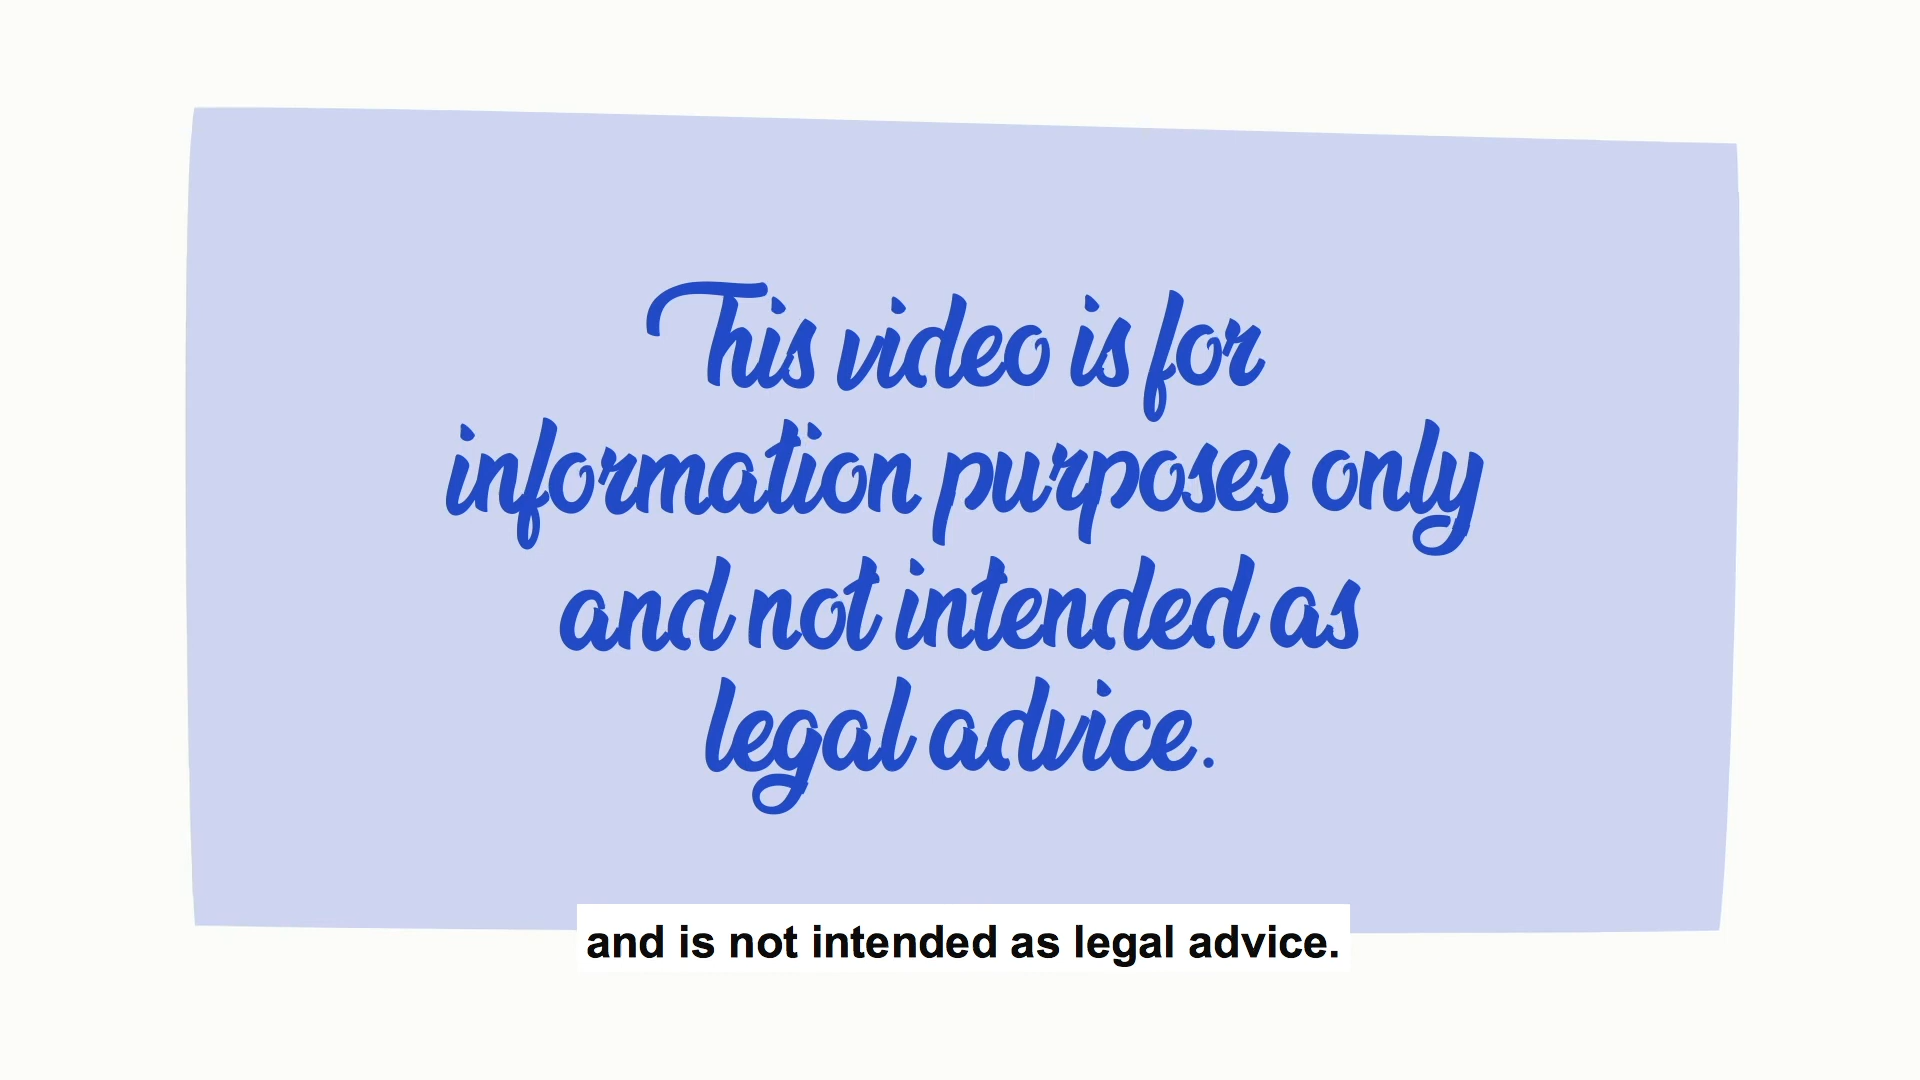 This video is for
information purposes only
and not intended as
legal advice.
and is not intended as legal advice.